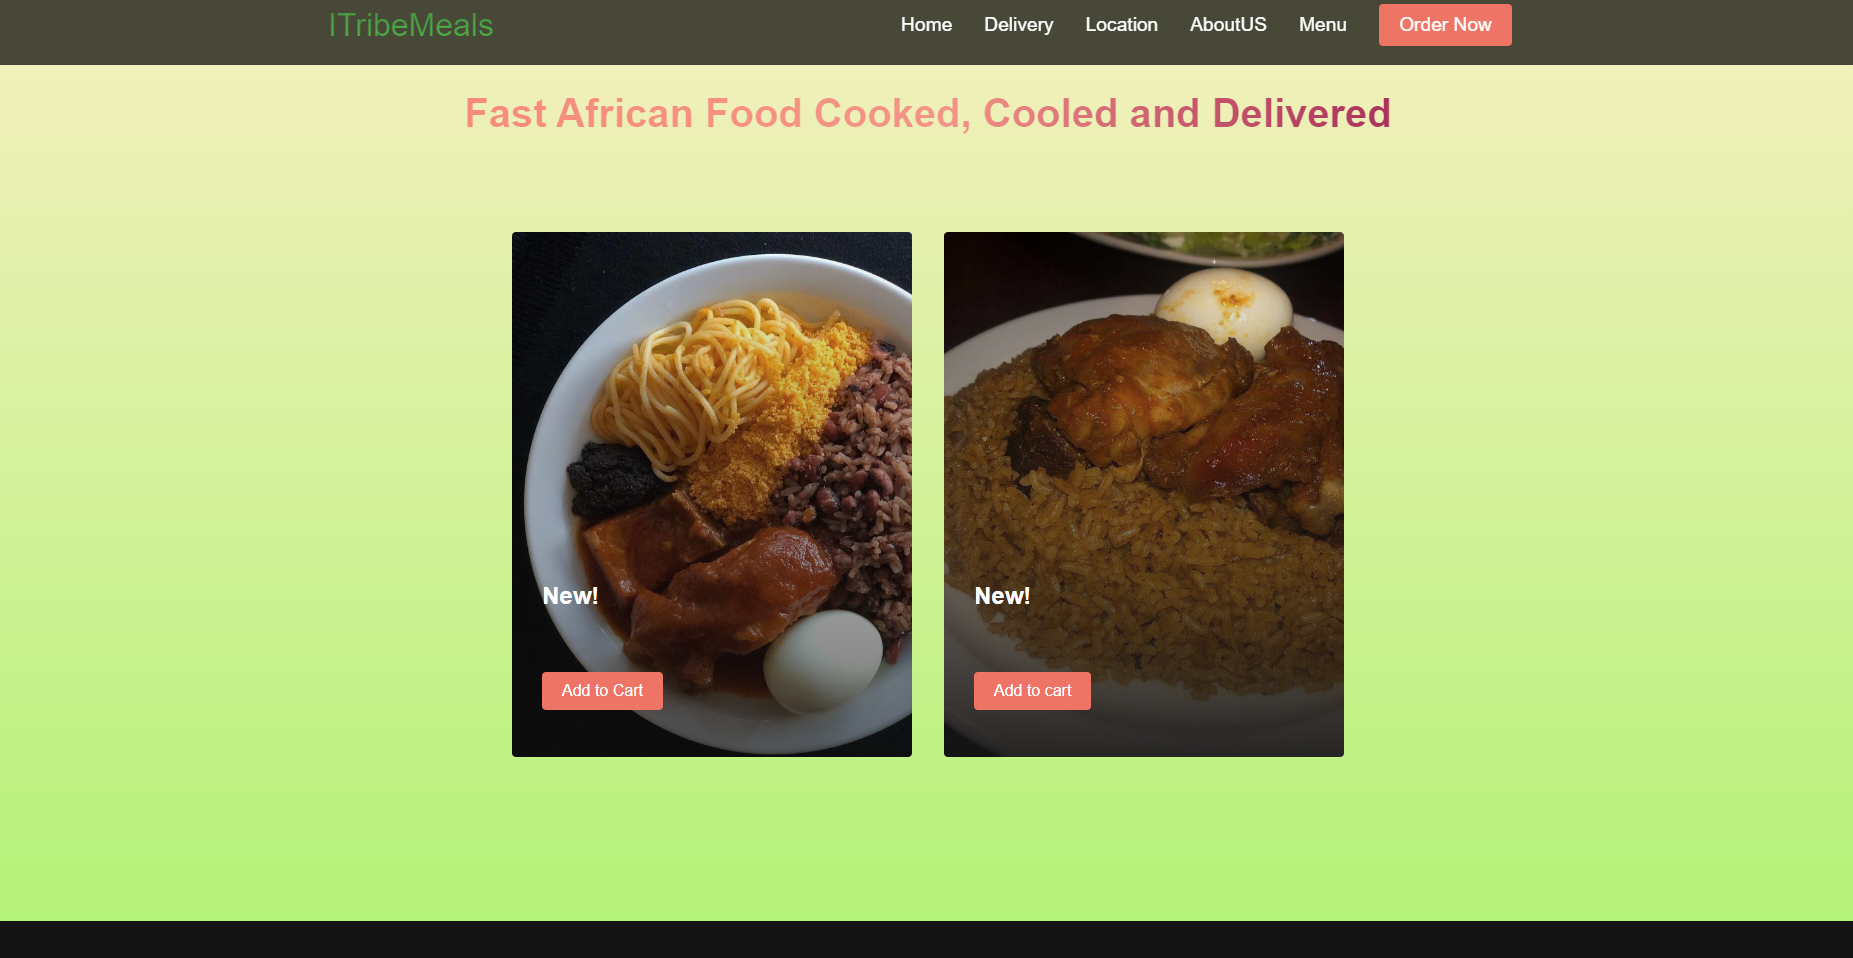 ITribeMeals
Home Delivery Location AboutUS Menu Order Now
Fast African Food Cooked, Cooled and Delivered
New!
Add to Cart
New!
Add to cart